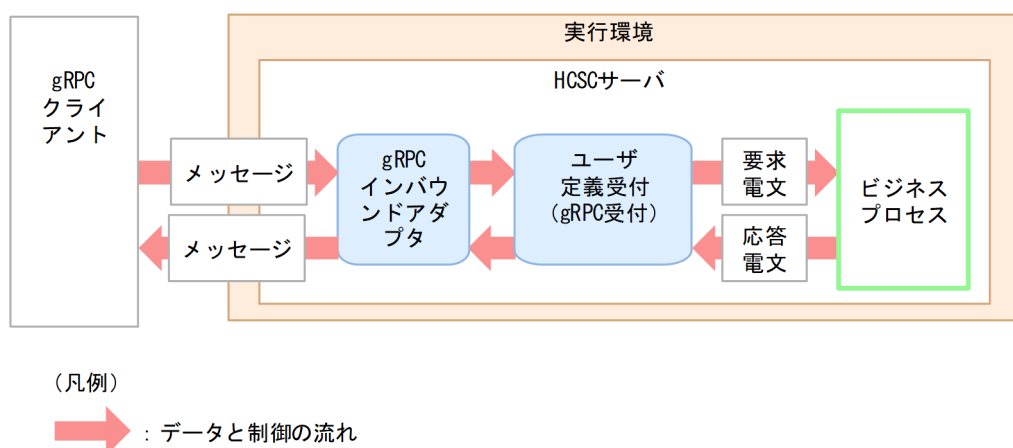 実行環境
HCSCサーバ
gRPC
クライ
アント
メッセージ
メッセージ
gRPC
インバウ
ンドアダ
プタ
ユーザ
定義受付
(gRPC受付)
要求
電文
応答
電文
ビジネス
プロセス
(凡例)
：データと制御の流れ